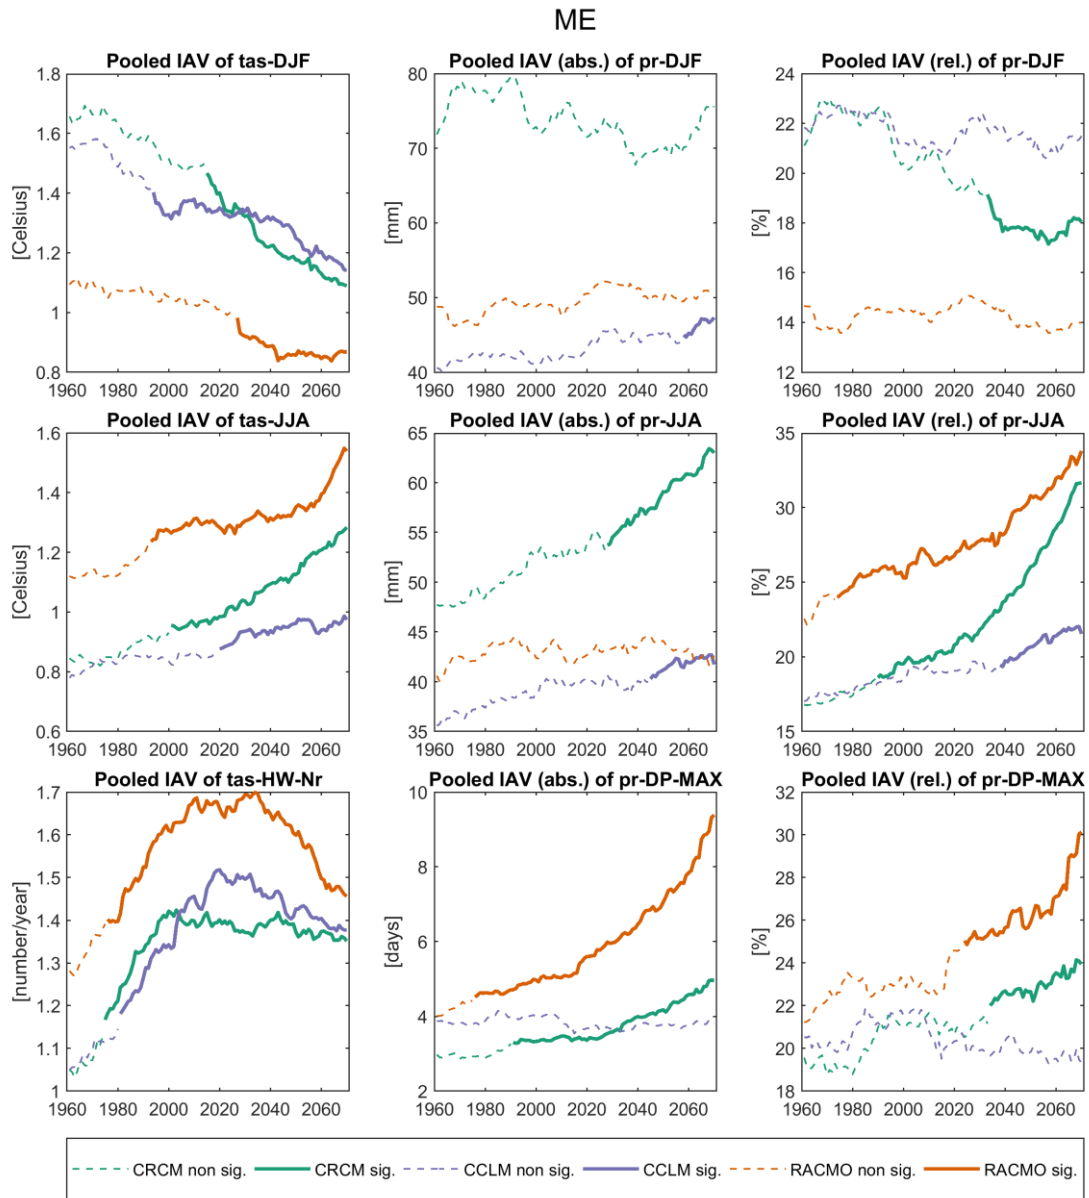 ME
Pooled IAV of tas-DJF
Pooled IAV (abs.) of pr-DJF
Pooled IAV (rel.) of pr-DJF
[Celsius]
1.8
1.6
1.4
1.2
1
0.8
1960 1980 2000 2020 2040 2060
[mm]
80
70
60
50
40
1960 1980 2000 2020 2040 2060
[%]
24
22
20
18
16
14
12
1960 1980 2000 2020 2040 2060
Pooled IAV of tas-JJA
Pooled IAV (abs.) of pr-JJA
Pooled IAV (rel.) of pr-JJA
[Celsius]
1.6
1.4
1.2
1
0.8
0.6
1960 1980 2000 2020 2040 2060
[mm]
65
60
55
50
45
40
35
1960 1980 2000 2020 2040 2060
[%]
35
30
25
20
15
1960 1980 2000 2020 2040 2060
Pooled IAV of tas-HW-Nr
Pooled IAV (abs.) of pr-DP-MAX
Pooled IAV (rel.) of pr-DP-MAX
[number/year]
1.7
1.6
1.5
1.4
1.3
1.2
1.1
1
1960 1980 2000 2020 2040 2060
[days]
10
8
6
4
2
1960 1980 2000 2020 2040 2060
[%]
32
30
28
26
24
22
20
18
1960 1980 2000 2020 2040 2060
CRCM non sig. CRCM sig. CCLM non sig. CCLM sig. RACMO non sig. RACMO sig.